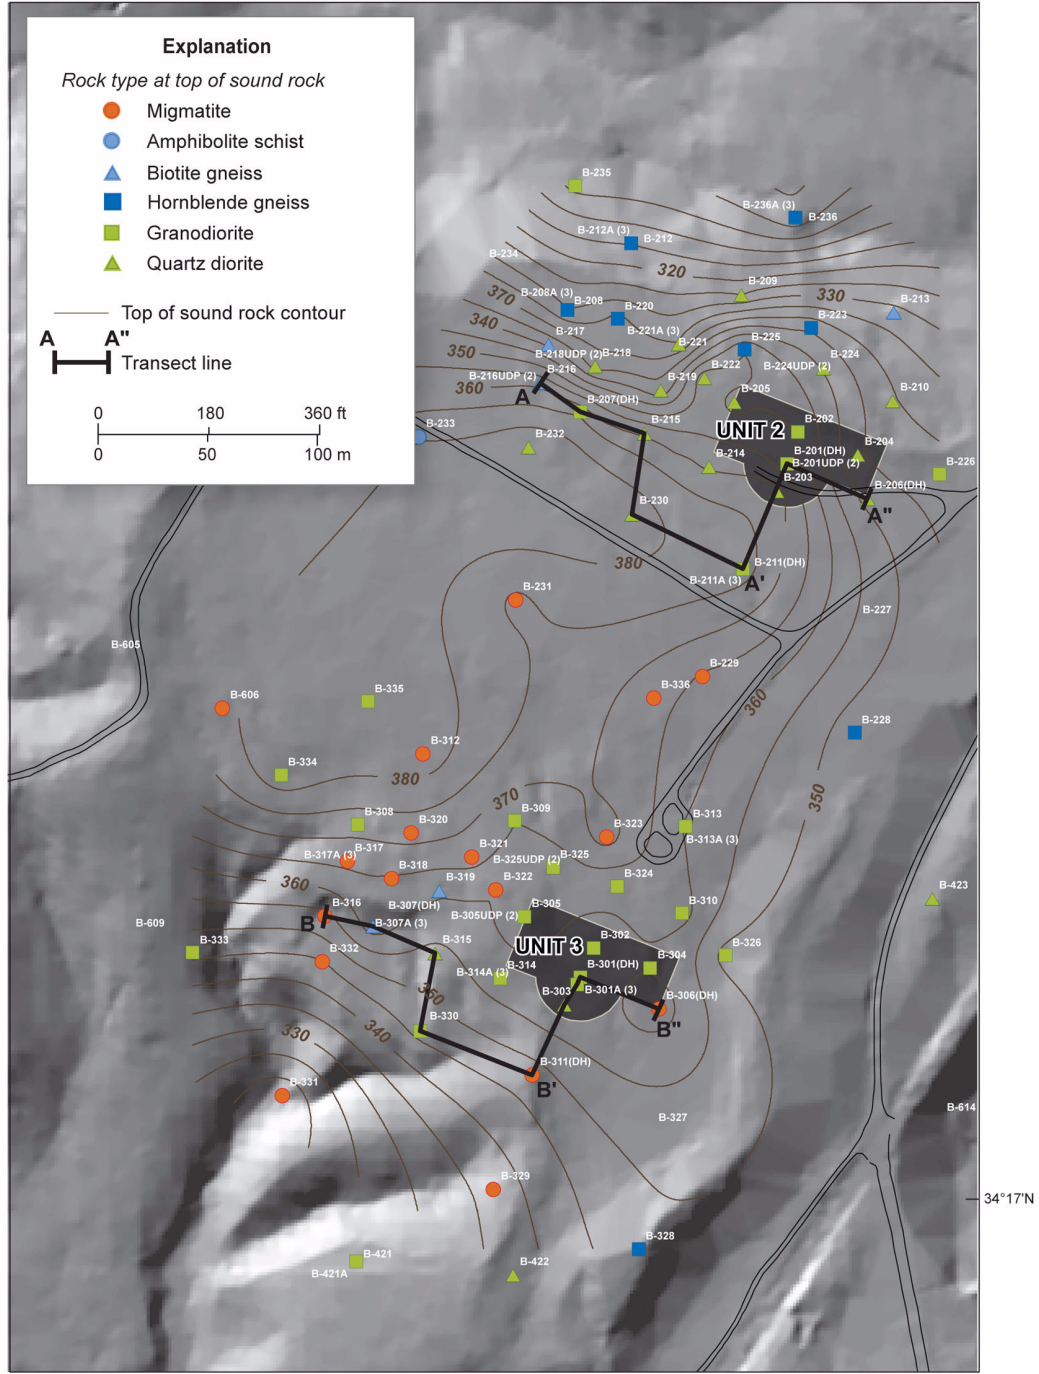 Explanation
Rock type at top of sound rock
Migmatite
Amphibolite schist
Biotite gneiss
Hornblende gneiss
Granodiorite
Quartz diorite
Top of sound rock contour
A A"
Transect line
0 180 360 ft
0 50 100 m
B-235
B-236A (3)
B-236
B-212A (3)
B-212
B-234
320
B-209
370
B-208A (3)
B-208
B-220
330
B-213
340
B-217
B-221A (3)
B-223
B-221
B-225
350
B-218UDP (2)
B-218
B-222
B-224
B-224UDP (2)
B-216
B-216UDP (2)
B-219
360
B-205
B-210
A
B-207(DH)
B-233
B-215
B-202
UNIT 2
B-232
B-204
B-201(DH)
B-214
B-201UDP (2)
B-226
B-203
B-206(DH)
B-230
A"
380
B-211(DH)
B-211A (3)
A'
B-231
B-227
B-605
B-229
B-606
B-335
B-336
360
B-228
B-312
B-334
380
350
370
B-308
B-309
B-313
B-320
B-323
B-313A (3)
B-317
B-317A (3)
B-321
B-325
B-325UDP (2)
B-318
B-324
360
B-319
B-322
B-423
B-316
B-307(DH)
B-305
B-310
B
B-307A (3)
B-305UDP (2)
B-609
B-333
B-332
B-315
UNIT 3
B-302
B-304
B-326
B-314
B-314A (3)
B-301(DH)
350
B-303
B-301A (3)
B-306(DH)
330
340
B-330
B"
B-311(DH)
B-331
B'
B-327
B-614
B-329
34°17'N
B-328
B-421
B-421A
B-422